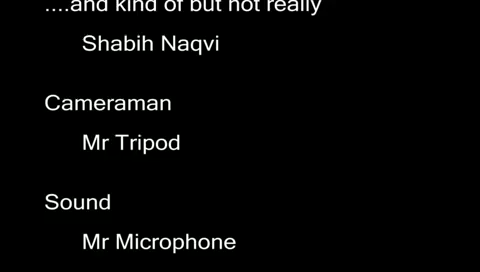 ....and kind of but not really
Shabih Naqvi
Cameraman
Mr Tripod
Sound
Mr Microphone